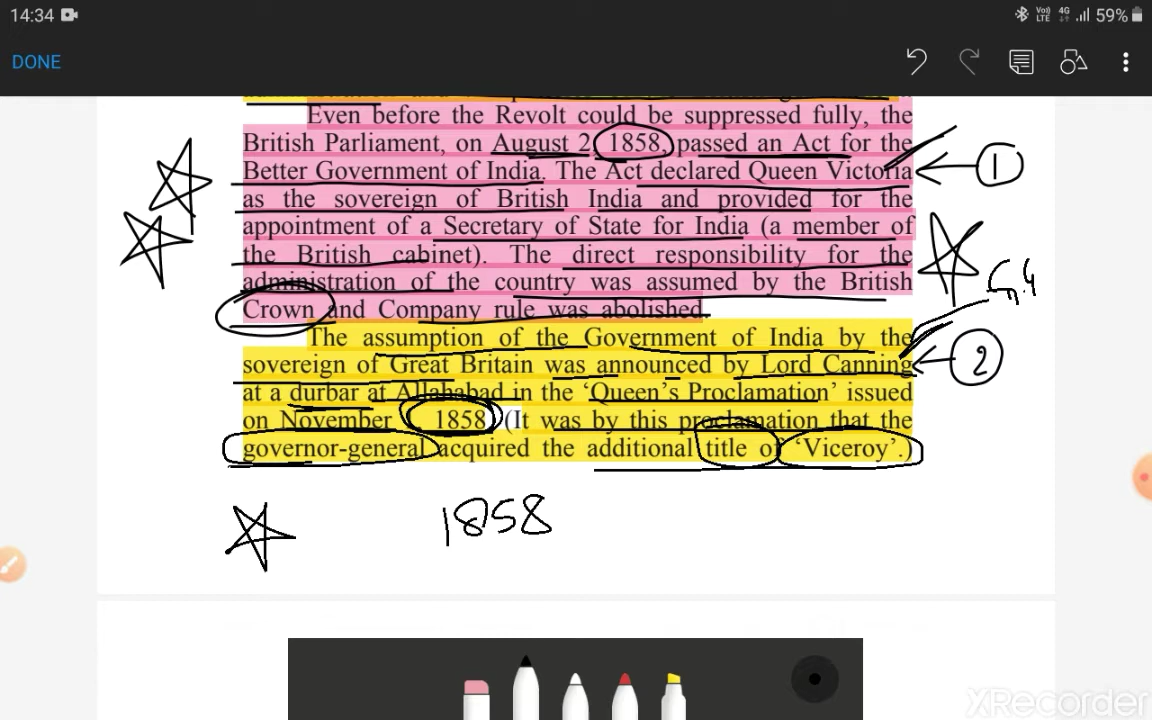 14:34 Vo) 4G LTE 59%
DONE
Even before the Revolt could be suppressed fully, the
British Parliament, on August 2 1858, passed an Act for the
Better Government of India. The Act declared Queen Victoria
1
as the sovereign of British India and provided for the
appointment of a Secretary of State for India (a member of
the British cabinet). The direct responsibility for the
administration of the country was assumed by the British
Crown and Company rule was abolished.
The assumption of the Government of India by the
sovereign of Great Britain was announced by Lord Canning
2
at a durbar at Allahabad in the ‘Queen’s Proclamation’ issued
on November 1858 (It was by this proclamation that the
governor-general acquired the additional title of ‘Viceroy’.)
1858
XRecorder